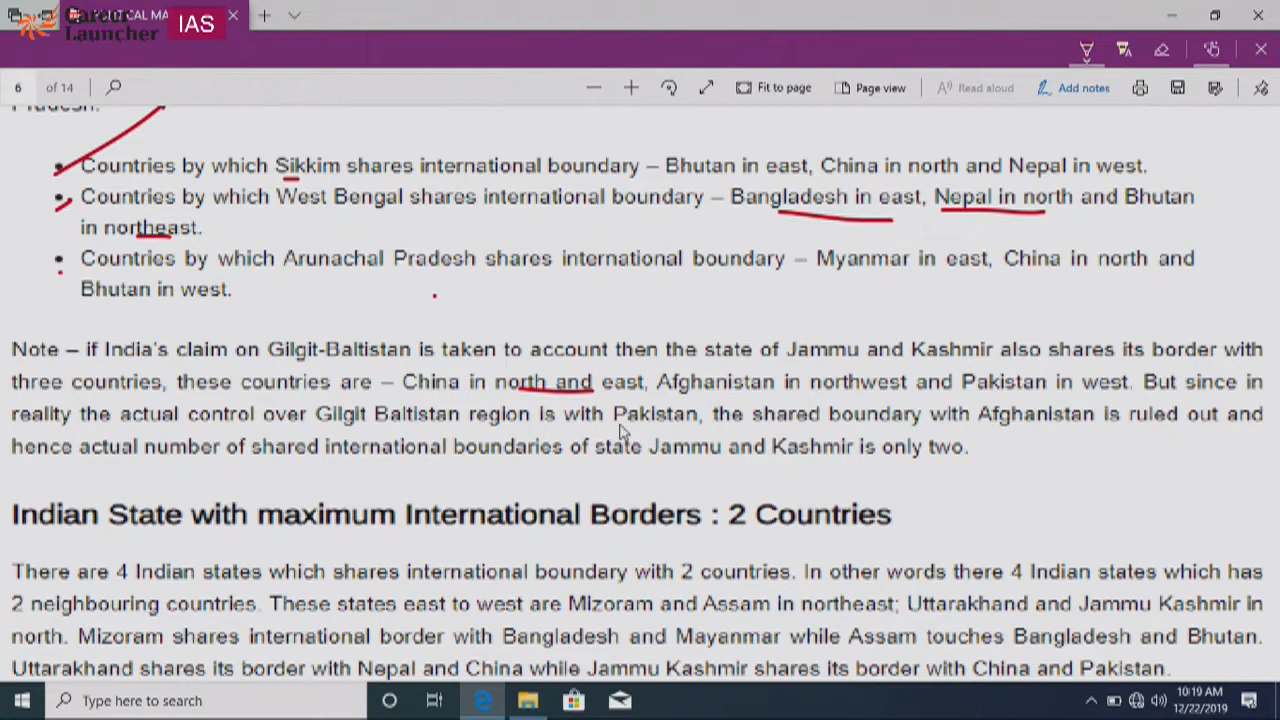 Career
Launcher
IAS
6 of 14
Fit to page
Page view
Read aloud
Add notes
Pradesh.
• Countries by which Sikkim shares international boundary – Bhutan in east, China in north and Nepal in west.
• Countries by which West Bengal shares international boundary – Bangladesh in east, Nepal in north and Bhutan
in northeast.
• Countries by which Arunachal Pradesh shares international boundary – Myanmar in east, China in north and
Bhutan in west.
Note – if India's claim on Gilgit-Baltistan is taken to account then the state of Jammu and Kashmir also shares its border with
three countries, these countries are – China in north and east, Afghanistan in northwest and Pakistan in west. But since in
reality the actual control over Gilgit Baltistan region is with Pakistan, the shared boundary with Afghanistan is ruled out and
hence actual number of shared international boundaries of state Jammu and Kashmir is only two.
Indian State with maximum International Borders : 2 Countries
There are 4 Indian states which shares international boundary with 2 countries. In other words there 4 Indian states which has
2 neighbouring countries. These states east to west are Mizoram and Assam in northeast; Uttarakhand and Jammu Kashmir in
north. Mizoram shares international border with Bangladesh and Mayanmar while Assam touches Bangladesh and Bhutan.
Uttarakhand shares its border with Nepal and China while Jammu Kashmir shares its border with China and Pakistan.
Type here to search
10:19 AM
12/22/2019